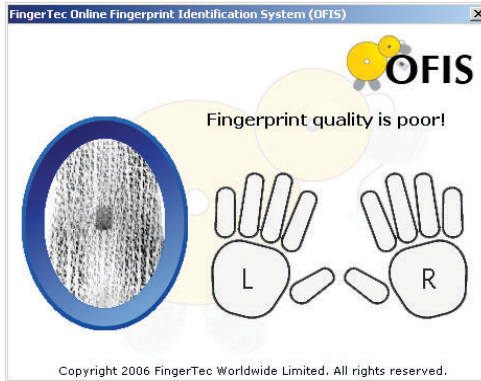 FingerTec Online Fingerprint Identification System (OFIS)
OFIS
Fingerprint quality is poor!
L
R
Copyright 2006 FingerTec Worldwide Limited. All rights reserved.